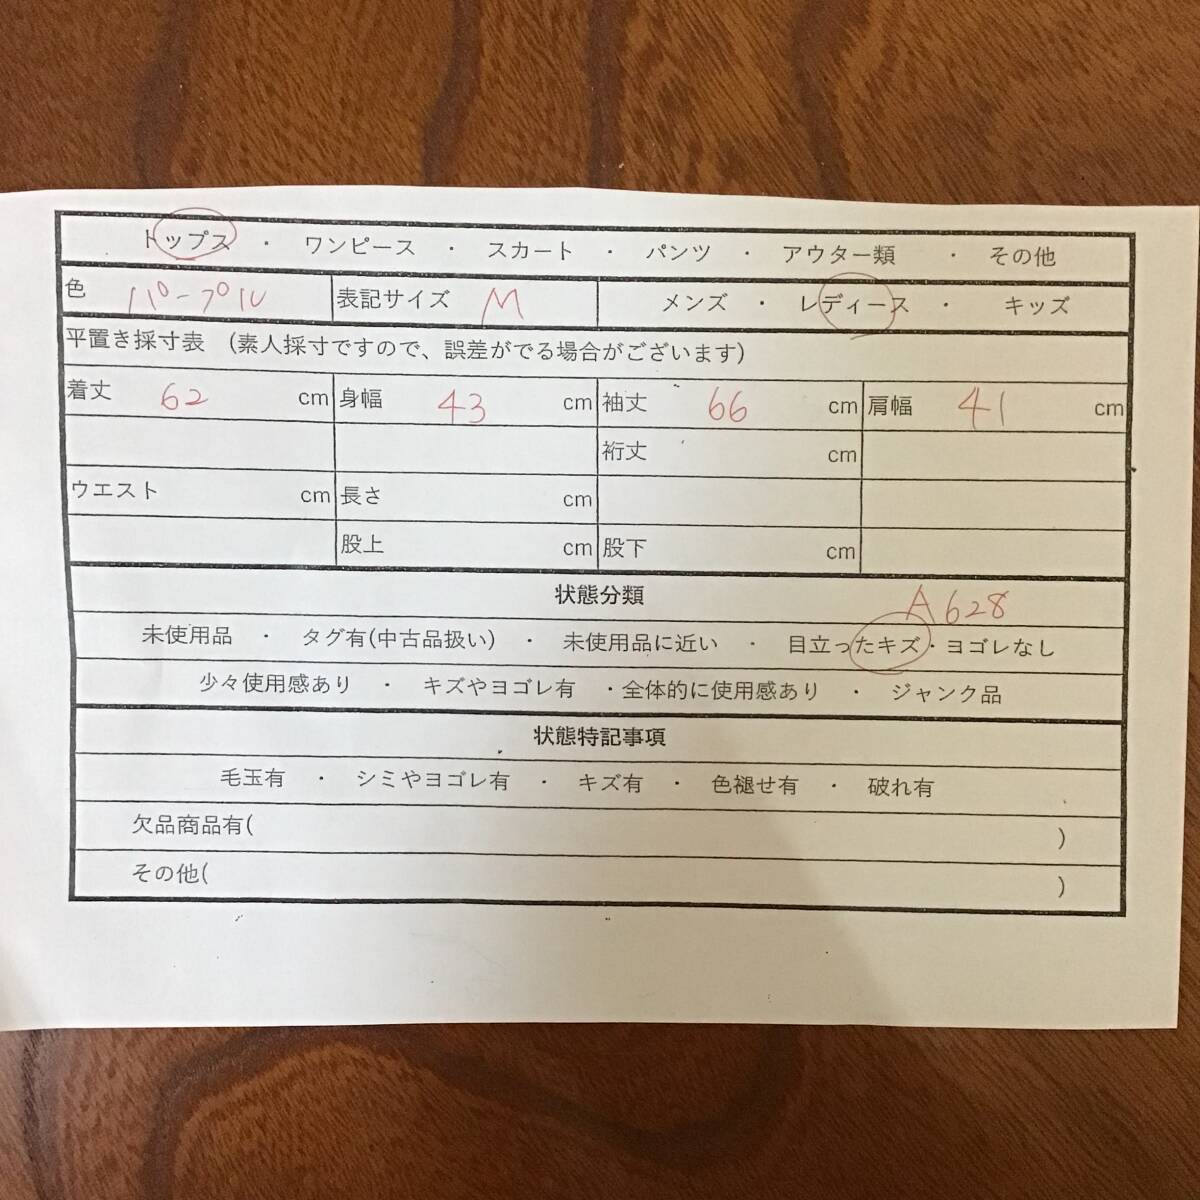 トップス ・ ワンピース ・ スカート ・ パンツ ・ アウター類 ・ その他
色 パープル 表記サイズ M メンズ ・ レディース ・ キッズ
平置き採寸表 (素人採寸ですので、誤差がでる場合がございます)
着丈 62 cm 身幅 43 cm 袖丈 66 cm 肩幅 41 cm
裄丈 cm
ウエスト cm 長さ cm
股上 cm 股下 cm
状態分類 A628
未使用品 ・ タグ有(中古品扱い) ・ 未使用品に近い ・ 目立ったキズ・ヨゴレなし
少々使用感あり ・ キズやヨゴレ有 ・全体的に使用感あり ・ ジャンク品
状態特記事項
毛玉有 ・ シミやヨゴレ有 ・ キズ有 ・ 色褪せ有 ・ 破れ有
欠品商品有( )
その他( )